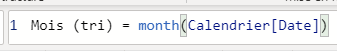 1 Mois (tri) = month(Calendrier[Date])